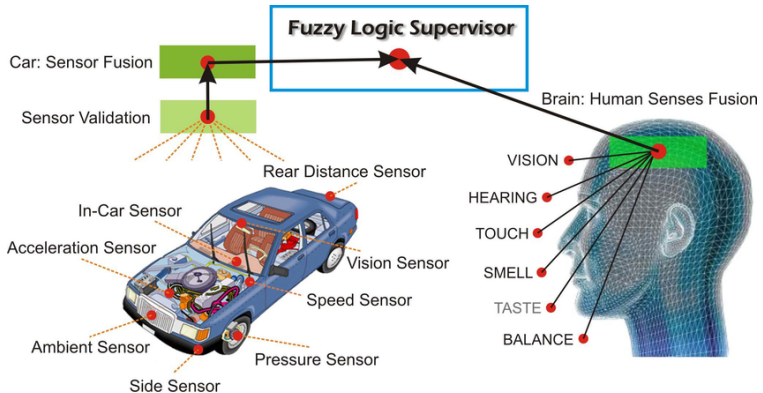 Fuzzy Logic Supervisor
Car: Sensor Fusion
Sensor Validation
Brain: Human Senses Fusion
VISION
HEARING
TOUCH
SMELL
TASTE
BALANCE
Rear Distance Sensor
In-Car Sensor
Acceleration Sensor
Vision Sensor
Speed Sensor
Ambient Sensor
Pressure Sensor
Side Sensor